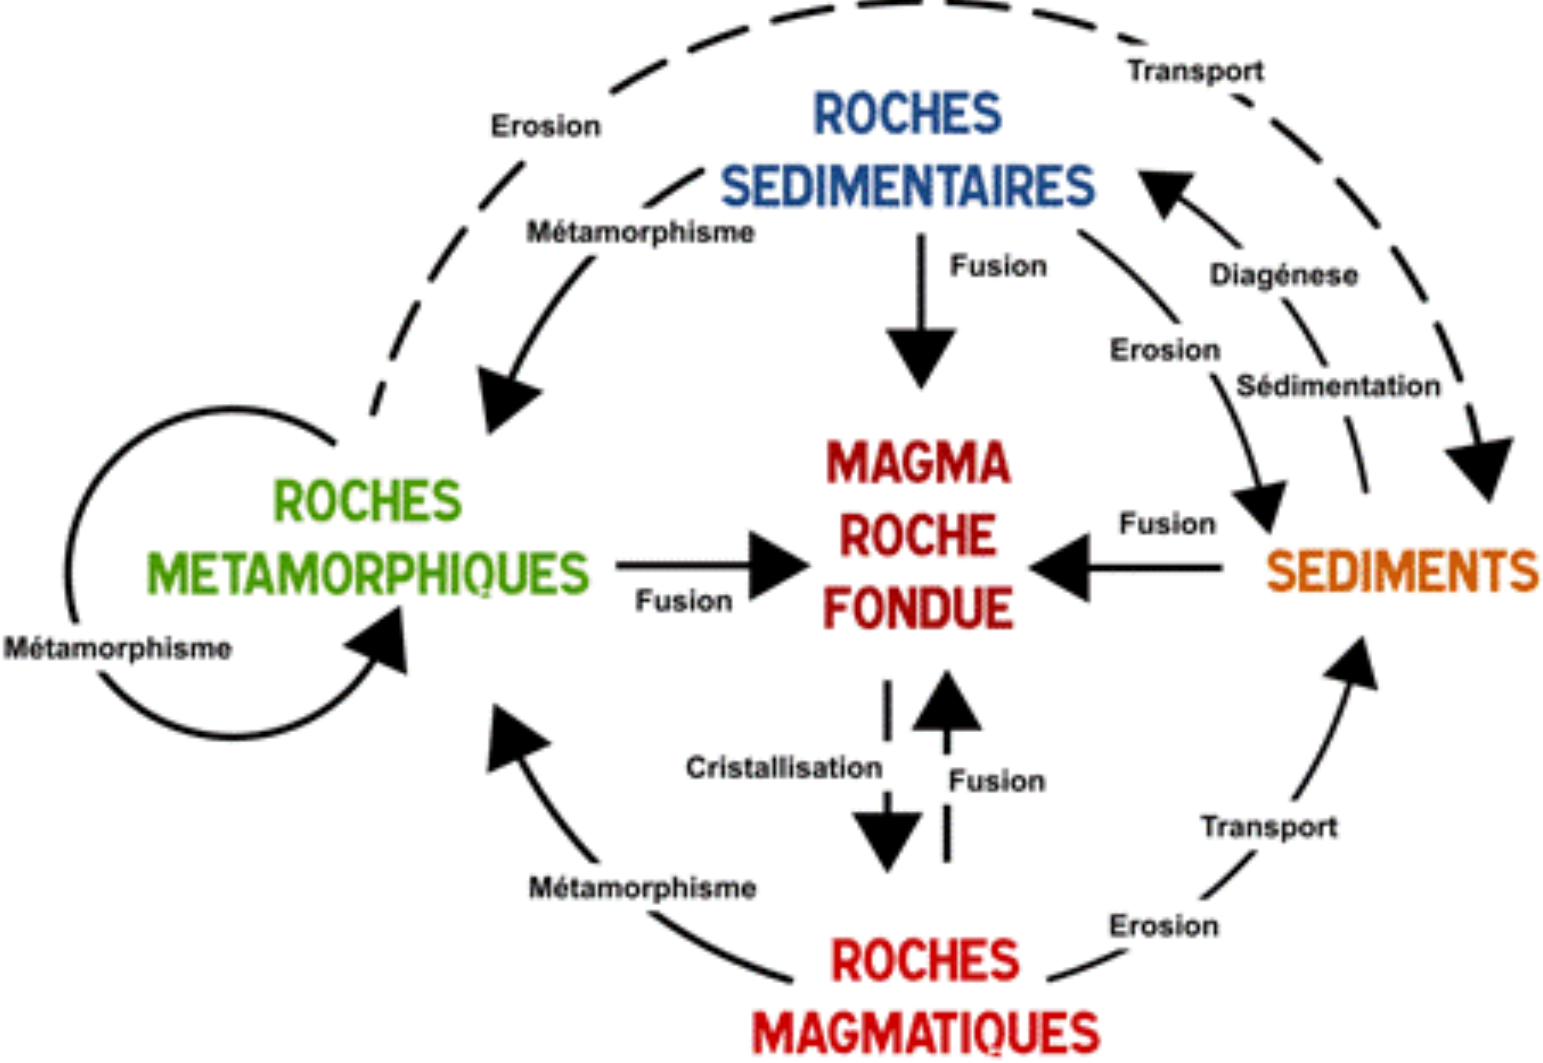 Transport
ROCHES
SEDIMENTAIRES
Erosion
Métamorphisme
Fusion
Diagénese
Erosion
Sédimentation
MAGMA
ROCHE
FONDUE
ROCHES
METAMORPHIQUES
Fusion
Fusion
SEDIMENTS
Métamorphisme
Cristallisation
Fusion
Transport
Métamorphisme
Erosion
ROCHES
MAGMATIQUES